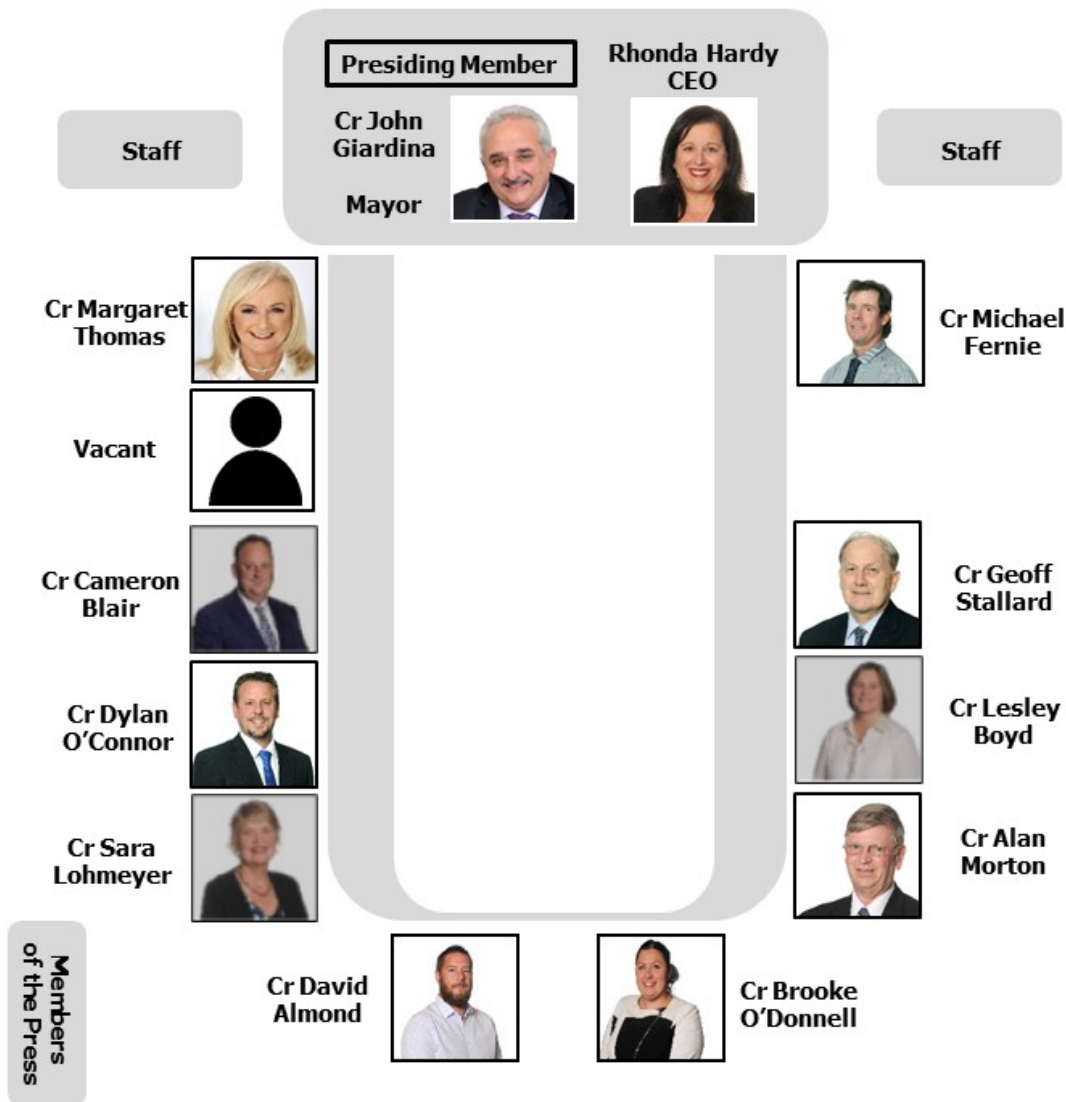 Presiding Member
Rhonda Hardy
CEO
Cr John
Giardina
Mayor
Staff
Staff
Cr Margaret
Thomas
Cr Michael
Fernie
Vacant
Cr Cameron
Blair
Cr Geoff
Stallard
Cr Dylan
O'Connor
Cr Lesley
Boyd
Cr Sara
Lohmeyer
Cr Alan
Morton
Members
of the Press
Cr David
Almond
Cr Brooke
O'Donnell